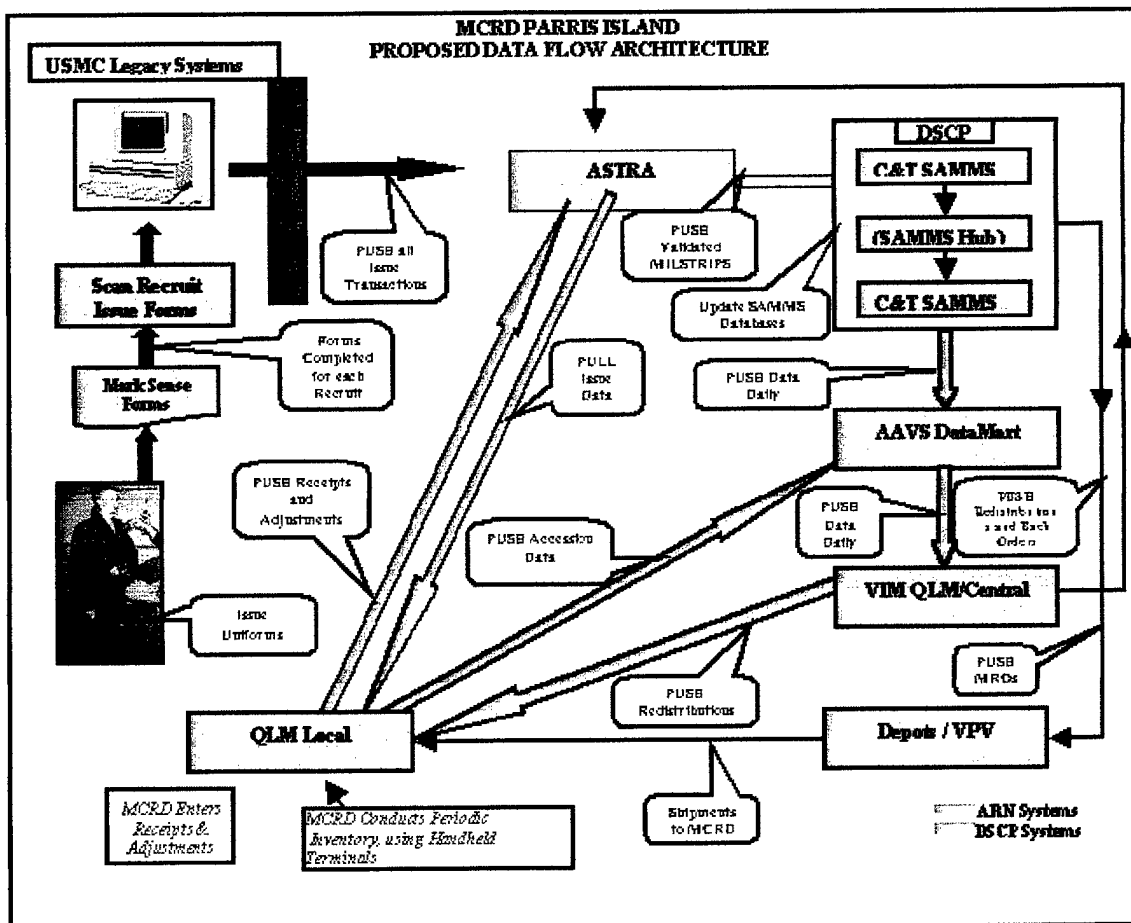 MCRD PARRIS ISLAND
PROPOSED DATA FLOW ARCHITECTURE
USMC Legacy Systems
ASTRA
DSCP
C&T SAMMS
(SAMMS Hub)
C&T SAMMS
PUSH all
Issue
Transactions
PUSH
Validated
MILSTRIPS
Update SAMMS
Databases
Scan Recruit
Issue Forms
Forms
Completed
for each
Recruit
Mark Sense
Forms
PULL
Issue
Data
PUSH Data
Daily
AAVS DataMart
PUSH Receipts
and
Adjustments
PUSH Accession
Data
PUSH
Data
Daily
PUSH
Redistribution
s and Back
Orders
VIM QLM/Central
Issue
Uniforms
PUSH
Redistributions
PUSH
MROs
QLM Local
Depots / VPV
MCRD Enters
Receipts &
Adjustments
MCRD Conducts Periodic
Inventory, using Handheld
Terminals
Shipments
to MCRD
ARN Systems
DSCP Systems